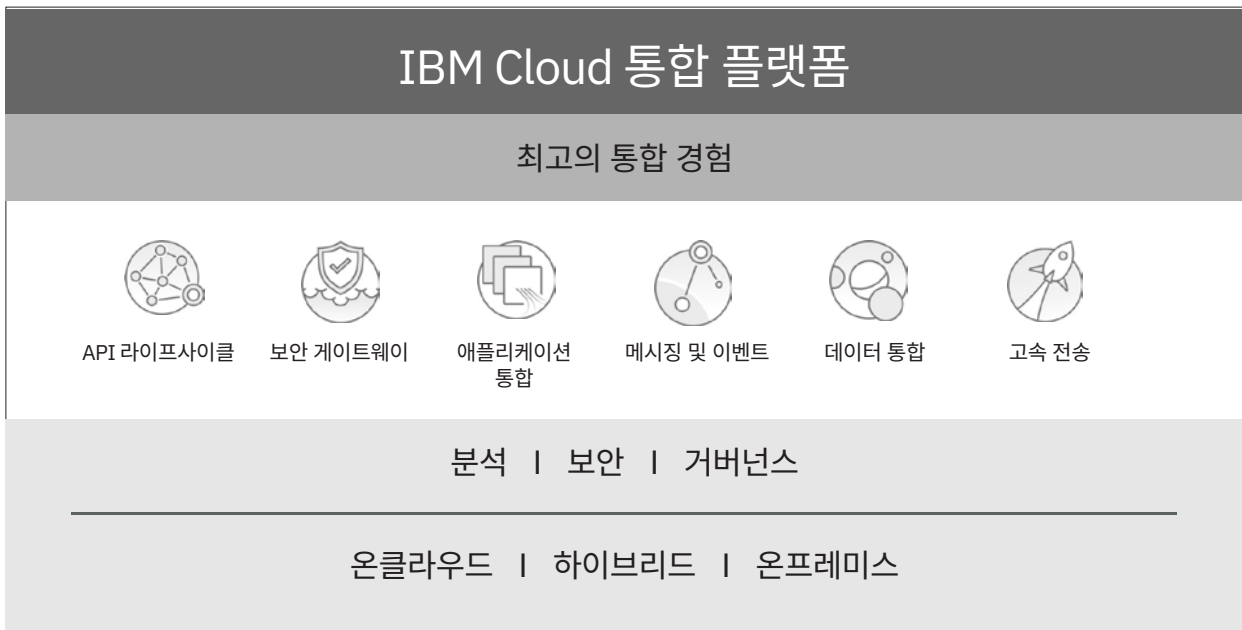 IBM Cloud 통합 플랫폼
최고의 통합 경험
API 라이프사이클
보안 게이트웨이
애플리케이션
통합
메시징 및 이벤트
데이터 통합
고속 전송
분석 | 보안 | 거버넌스
온클라우드 | 하이브리드 | 온프레미스